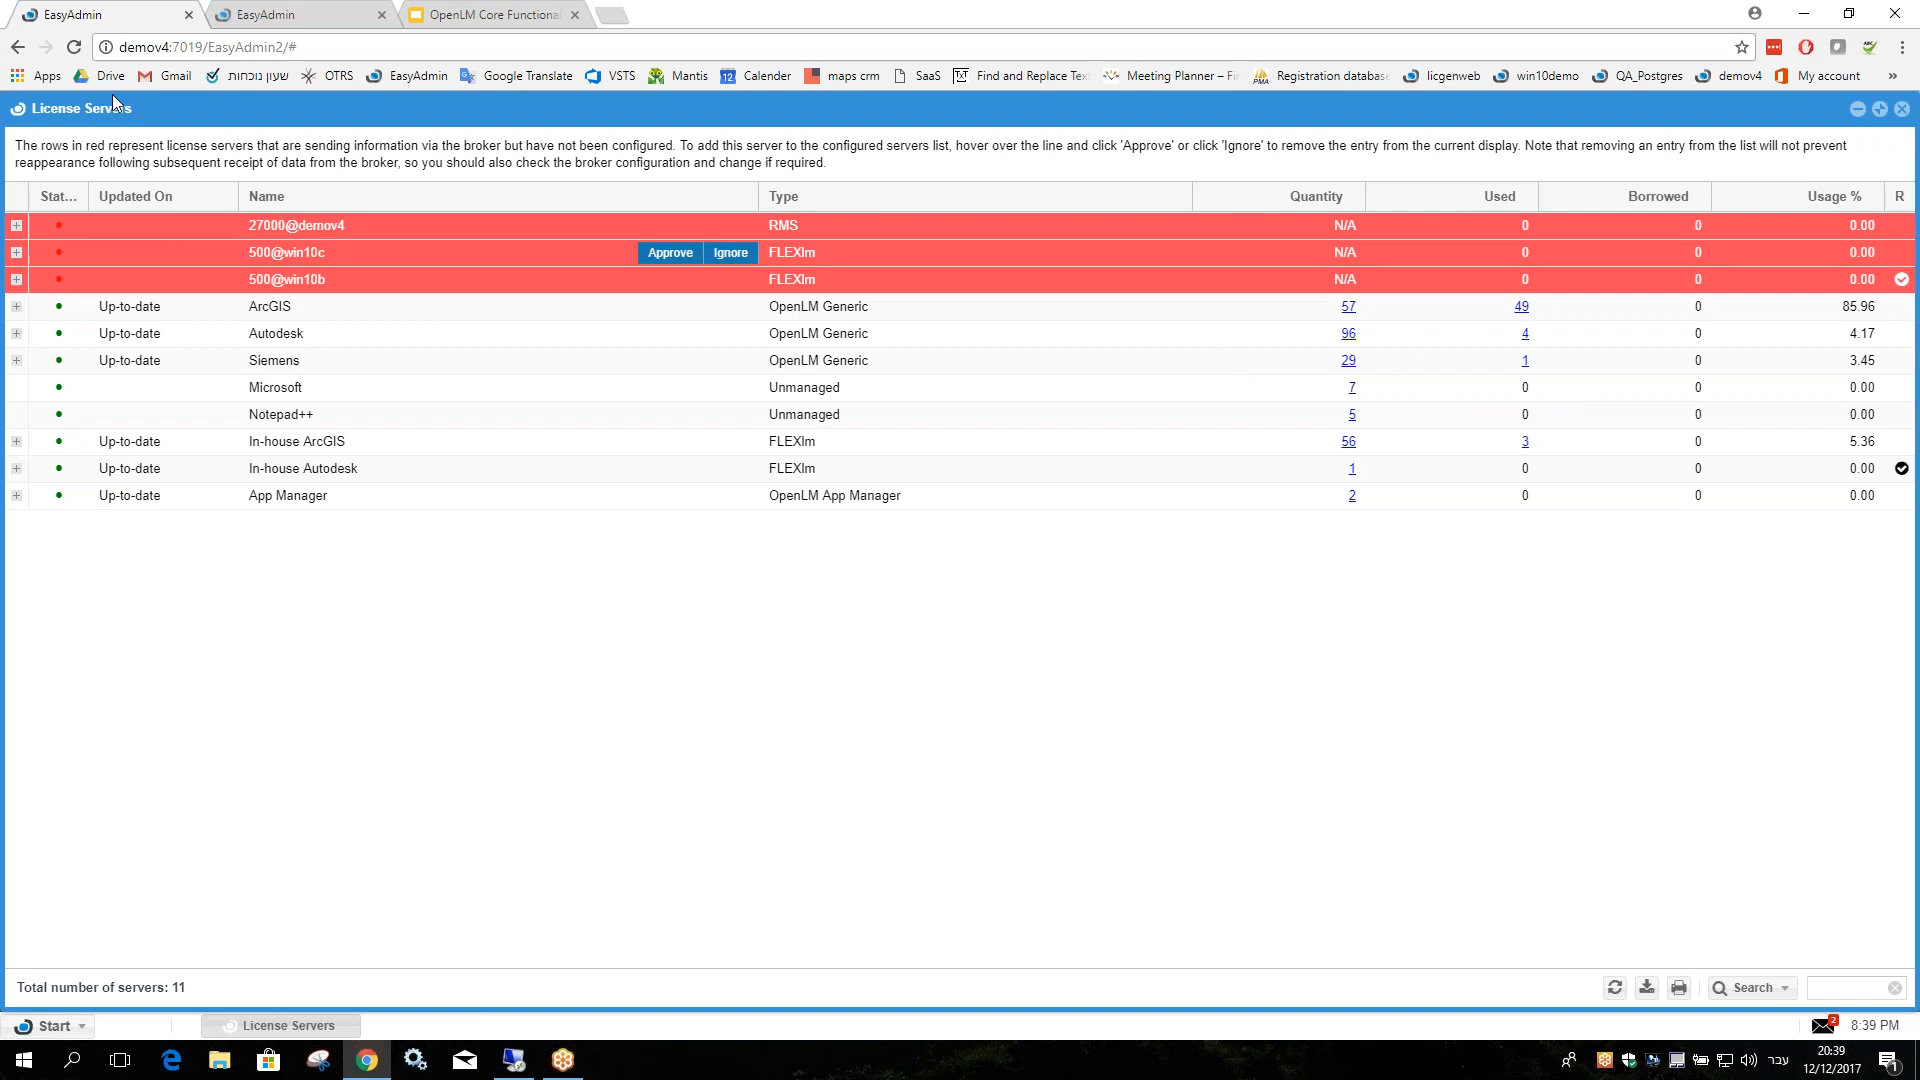 EasyAdmin
EasyAdmin
OpenLM Core Functional
demov4:7019/EasyAdmin2/#
Apps Drive Gmail שעון נוכחות OTRS EasyAdmin Google Translate VSTS Mantis 12 Calender maps crm SaaS TXT Find and Replace Tex PMA Meeting Planner – Fi Registration database licgenweb win10demo QA_Postgres demov4 My account »
License Servers
The rows in red represent license servers that are sending information via the broker but have not been configured. To add this server to the configured servers list, hover over the line and click 'Approve' or click 'Ignore' to remove the entry from the current display. Note that removing an entry from the list will not prevent
reappearance following subsequent receipt of data from the broker, so you should also check the broker configuration and change if required.
Stat... Updated On Name Type Quantity Used Borrowed Usage % R
27000@demov4 RMS N/A 0 0 0.00
500@win10c Approve Ignore FLEXlm N/A 0 0 0.00
500@win10b FLEXlm N/A 0 0 0.00
Up-to-date ArcGIS OpenLM Generic 57 49 0 85.96
Up-to-date Autodesk OpenLM Generic 96 4 0 4.17
Up-to-date Siemens OpenLM Generic 29 1 0 3.45
Microsoft Unmanaged 7 0 0 0.00
Notepad++ Unmanaged 5 0 0 0.00
Up-to-date In-house ArcGIS FLEXlm 56 3 0 5.36
Up-to-date In-house Autodesk FLEXlm 1 0 0 0.00
Up-to-date App Manager OpenLM App Manager 2 0 0 0.00
Total number of servers: 11
Search
Start License Servers 2 8:39 PM
עבר
20:39
12/12/2017
1